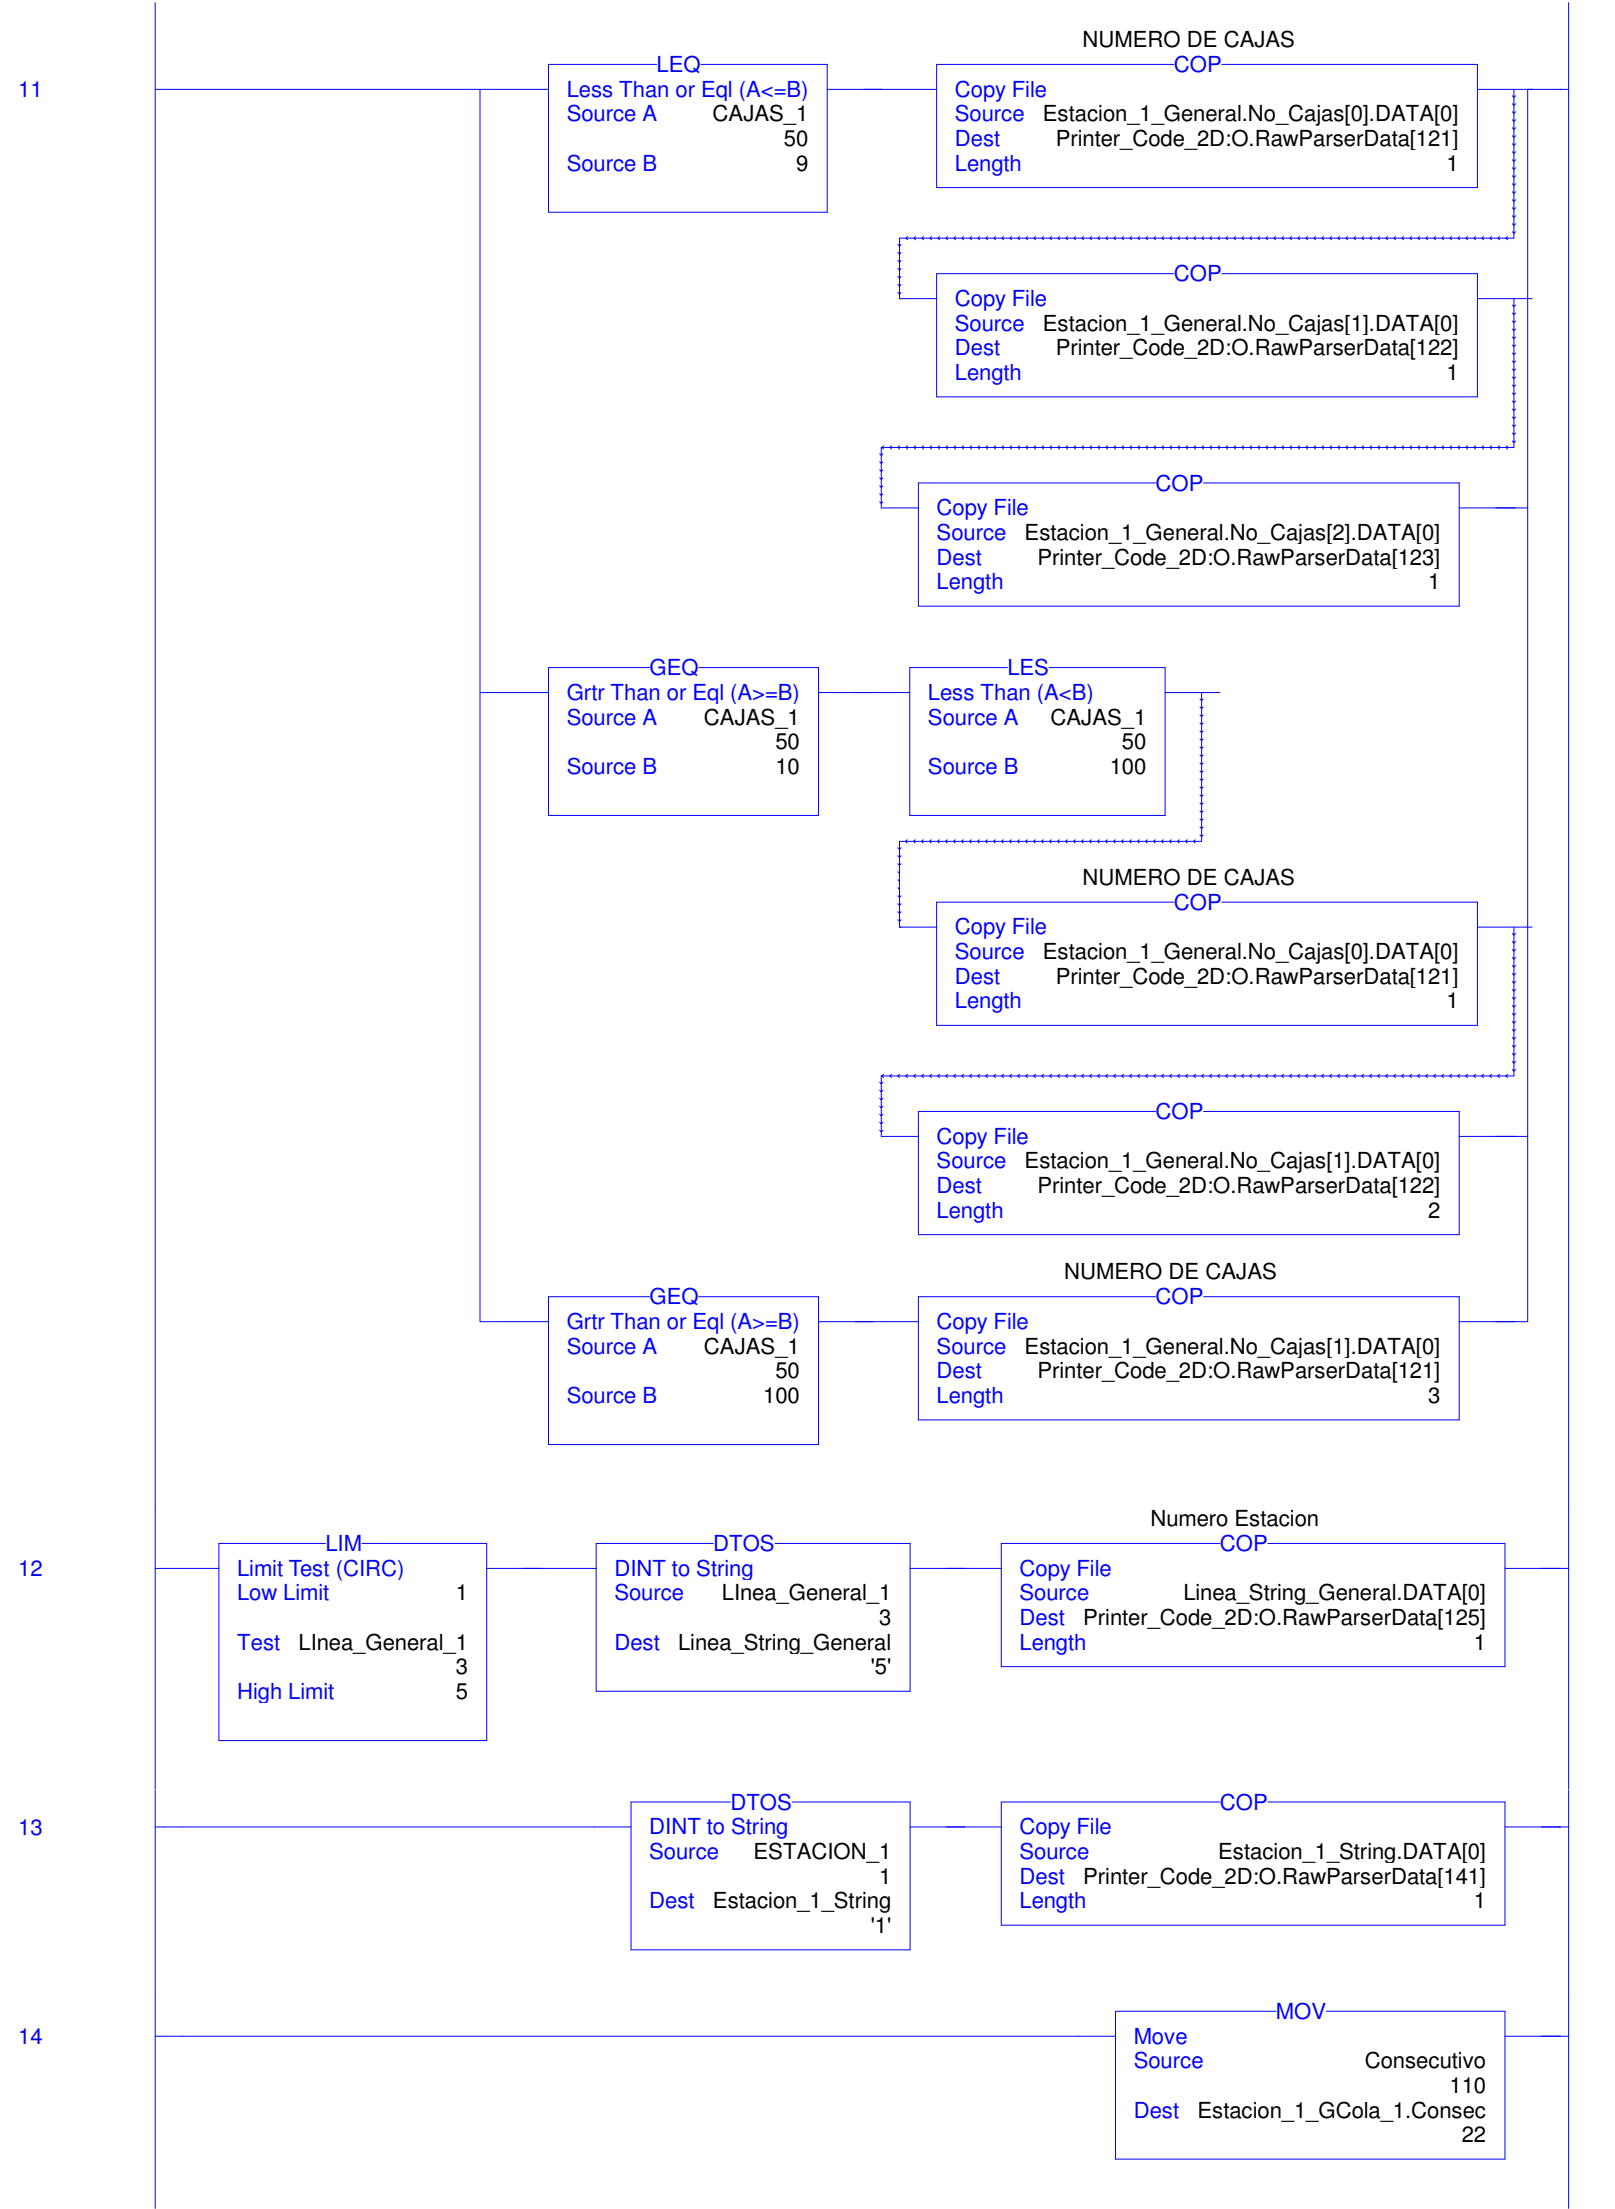 11
LEQ
Less Than or Eql (A<=B)
Source A CAJAS_1
50
Source B 9
NUMERO DE CAJAS
COP
Copy File
Source Estacion_1_General.No_Cajas[0].DATA[0]
Dest Printer_Code_2D:O.RawParserData[121]
Length 1
COP
Copy File
Source Estacion_1_General.No_Cajas[1].DATA[0]
Dest Printer_Code_2D:O.RawParserData[122]
Length 1
COP
Copy File
Source Estacion_1_General.No_Cajas[2].DATA[0]
Dest Printer_Code_2D:O.RawParserData[123]
Length 1
GEQ
Grtr Than or Eql (A>=B)
Source A CAJAS_1
50
Source B 10
LES
Less Than (A<B)
Source A CAJAS_1
50
Source B 100
NUMERO DE CAJAS
COP
Copy File
Source Estacion_1_General.No_Cajas[0].DATA[0]
Dest Printer_Code_2D:O.RawParserData[121]
Length 1
COP
Copy File
Source Estacion_1_General.No_Cajas[1].DATA[0]
Dest Printer_Code_2D:O.RawParserData[122]
Length 2
GEQ
Grtr Than or Eql (A>=B)
Source A CAJAS_1
50
Source B 100
NUMERO DE CAJAS
COP
Copy File
Source Estacion_1_General.No_Cajas[1].DATA[0]
Dest Printer_Code_2D:O.RawParserData[121]
Length 3
12
LIM
Limit Test (CIRC)
Low Limit 1
Test LInea_General_1
3
High Limit 5
DTOS
DINT to String
Source LInea_General_1
3
Dest Linea_String_General
'5'
Numero Estacion
COP
Copy File
Source Linea_String_General.DATA[0]
Dest Printer_Code_2D:O.RawParserData[125]
Length 1
13
DTOS
DINT to String
Source ESTACION_1
1
Dest Estacion_1_String
'1'
COP
Copy File
Source Estacion_1_String.DATA[0]
Dest Printer_Code_2D:O.RawParserData[141]
Length 1
14
MOV
Move
Source Consecutivo
110
Dest Estacion_1_GCola_1.Consec
22